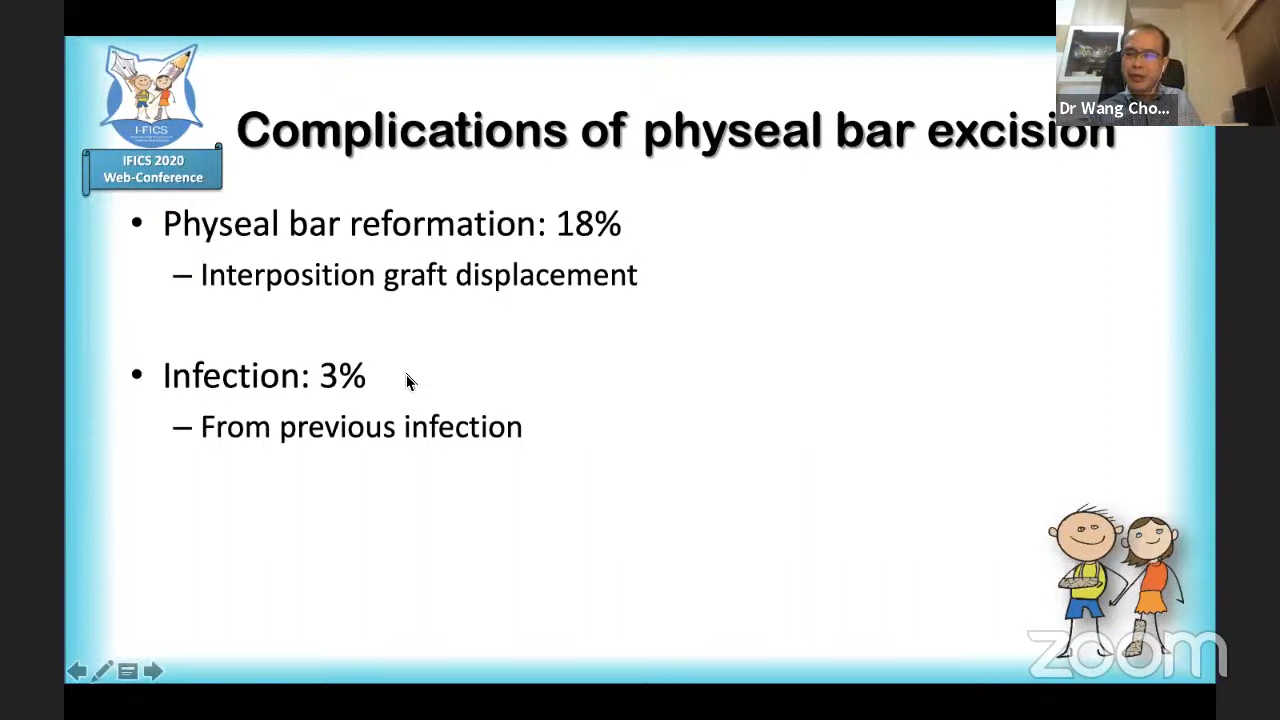 Dr Wang Cho...
I-FICS
IFICS 2020
Web-Conference
Complications of physeal bar excision
• Physeal bar reformation: 18%
– Interposition graft displacement
• Infection: 3%
– From previous infection
zoom